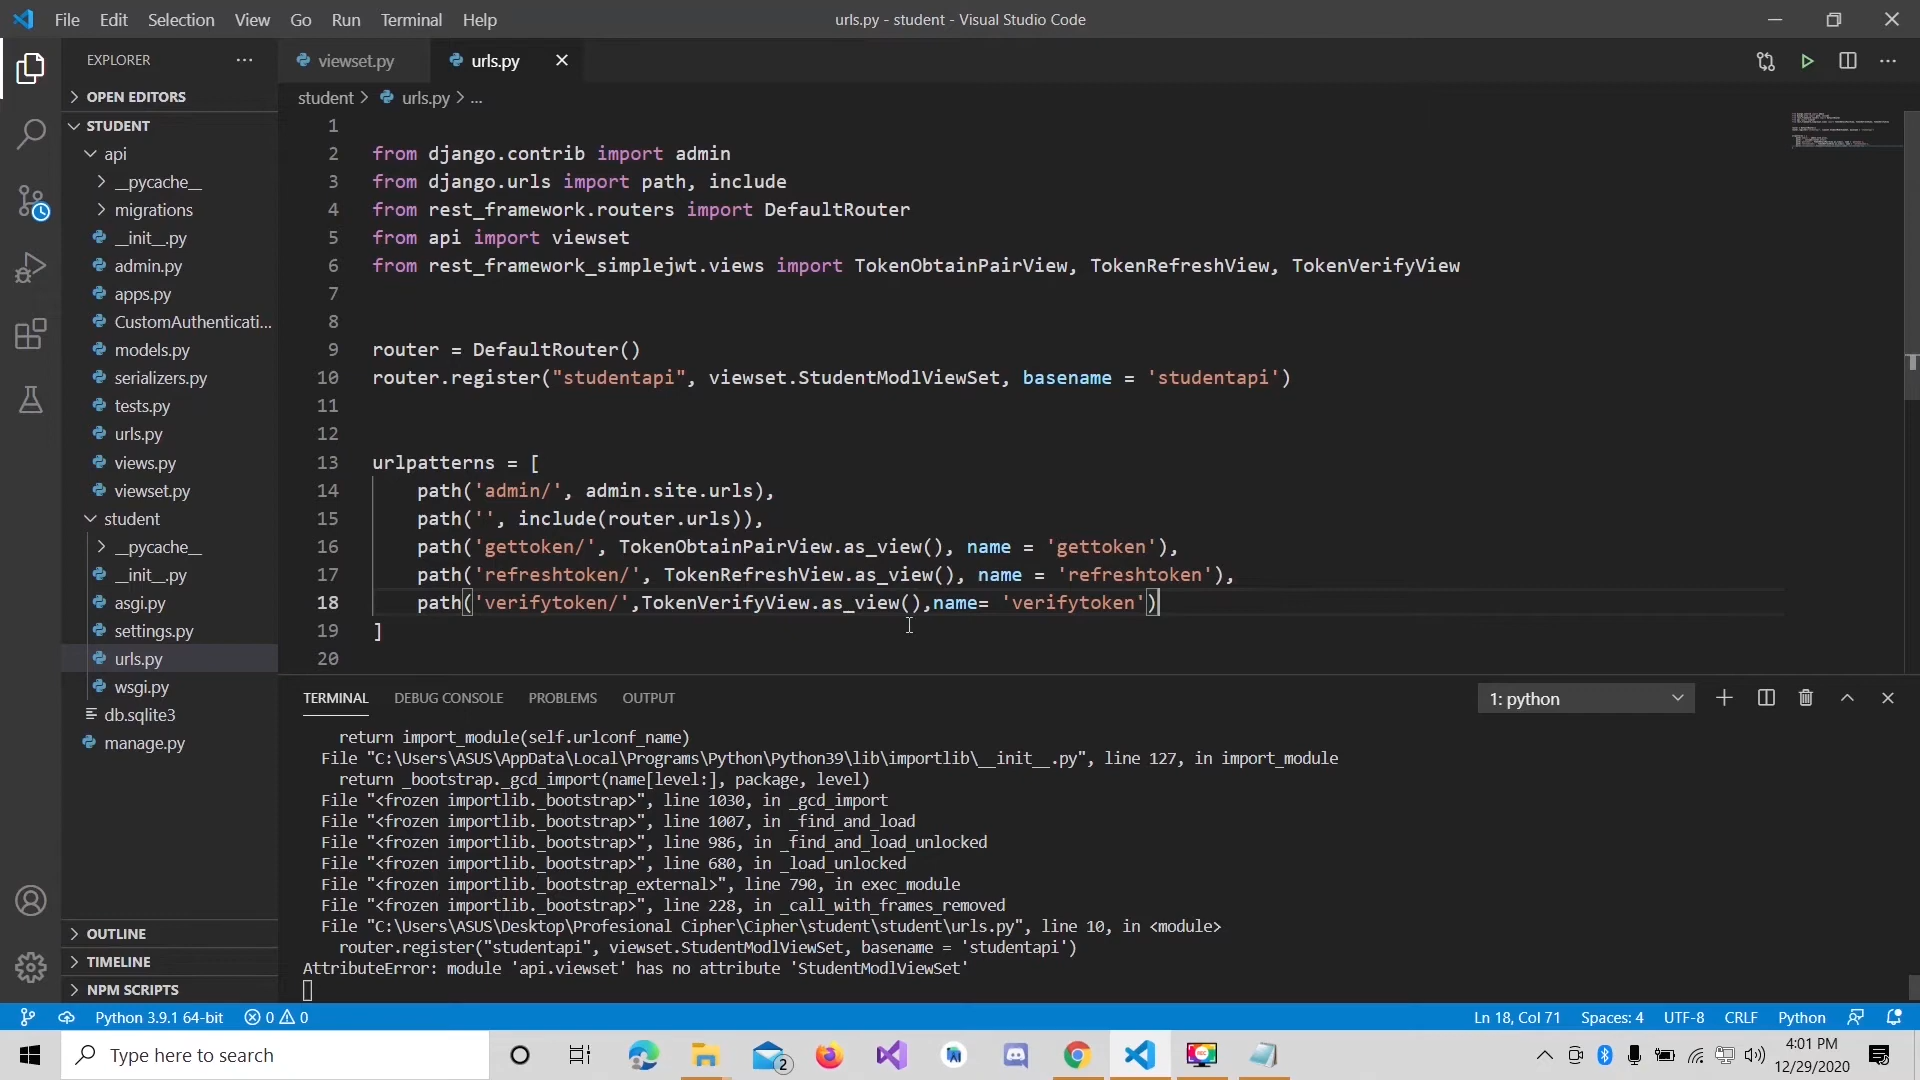 File Edit Selection View Go Run Terminal Help
urls.py - student - Visual Studio Code
EXPLORER
OPEN EDITORS
STUDENT
api
__pycache__
migrations
__init__.py
admin.py
apps.py
CustomAuthenticati...
models.py
serializers.py
tests.py
urls.py
views.py
viewset.py
student
__pycache__
__init__.py
asgi.py
settings.py
urls.py
wsgi.py
db.sqlite3
manage.py
OUTLINE
TIMELINE
NPM SCRIPTS
viewset.py
urls.py
student > urls.py > ...
1
2 from django.contrib import admin
3 from django.urls import path, include
4 from rest_framework.routers import DefaultRouter
5 from api import viewset
6 from rest_framework_simplejwt.views import TokenObtainPairView, TokenRefreshView, TokenVerifyView
7
8
9 router = DefaultRouter()
10 router.register("studentapi", viewset.StudentModlViewSet, basename = 'studentapi')
11
12
13 urlpatterns = [
14 path('admin/', admin.site.urls),
15 path('', include(router.urls)),
16 path('gettoken/', TokenObtainPairView.as_view(), name = 'gettoken'),
17 path('refreshtoken/', TokenRefreshView.as_view(), name = 'refreshtoken'),
18 path('verifytoken/',TokenVerifyView.as_view(),name= 'verifytoken')
19 ]
20
TERMINAL DEBUG CONSOLE PROBLEMS OUTPUT
1: python
return import_module(self.urlconf_name)
File "C:\Users\ASUS\AppData\Local\Programs\Python\Python39\lib\importlib\__init__.py", line 127, in import_module
return _bootstrap._gcd_import(name[level:], package, level)
File "<frozen importlib._bootstrap>", line 1030, in _gcd_import
File "<frozen importlib._bootstrap>", line 1007, in _find_and_load
File "<frozen importlib._bootstrap>", line 986, in _find_and_load_unlocked
File "<frozen importlib._bootstrap>", line 680, in _load_unlocked
File "<frozen importlib._bootstrap_external>", line 790, in exec_module
File "<frozen importlib._bootstrap>", line 228, in _call_with_frames_removed
File "C:\Users\ASUS\Desktop\Profesional Cipher\Cipher\student\student\urls.py", line 10, in <module>
router.register("studentapi", viewset.StudentModlViewSet, basename = 'studentapi')
AttributeError: module 'api.viewset' has no attribute 'StudentModlViewSet'
Python 3.9.1 64-bit 0 0
Ln 18, Col 71 Spaces: 4 UTF-8 CRLF Python
Type here to search
2
4:01 PM
12/29/2020